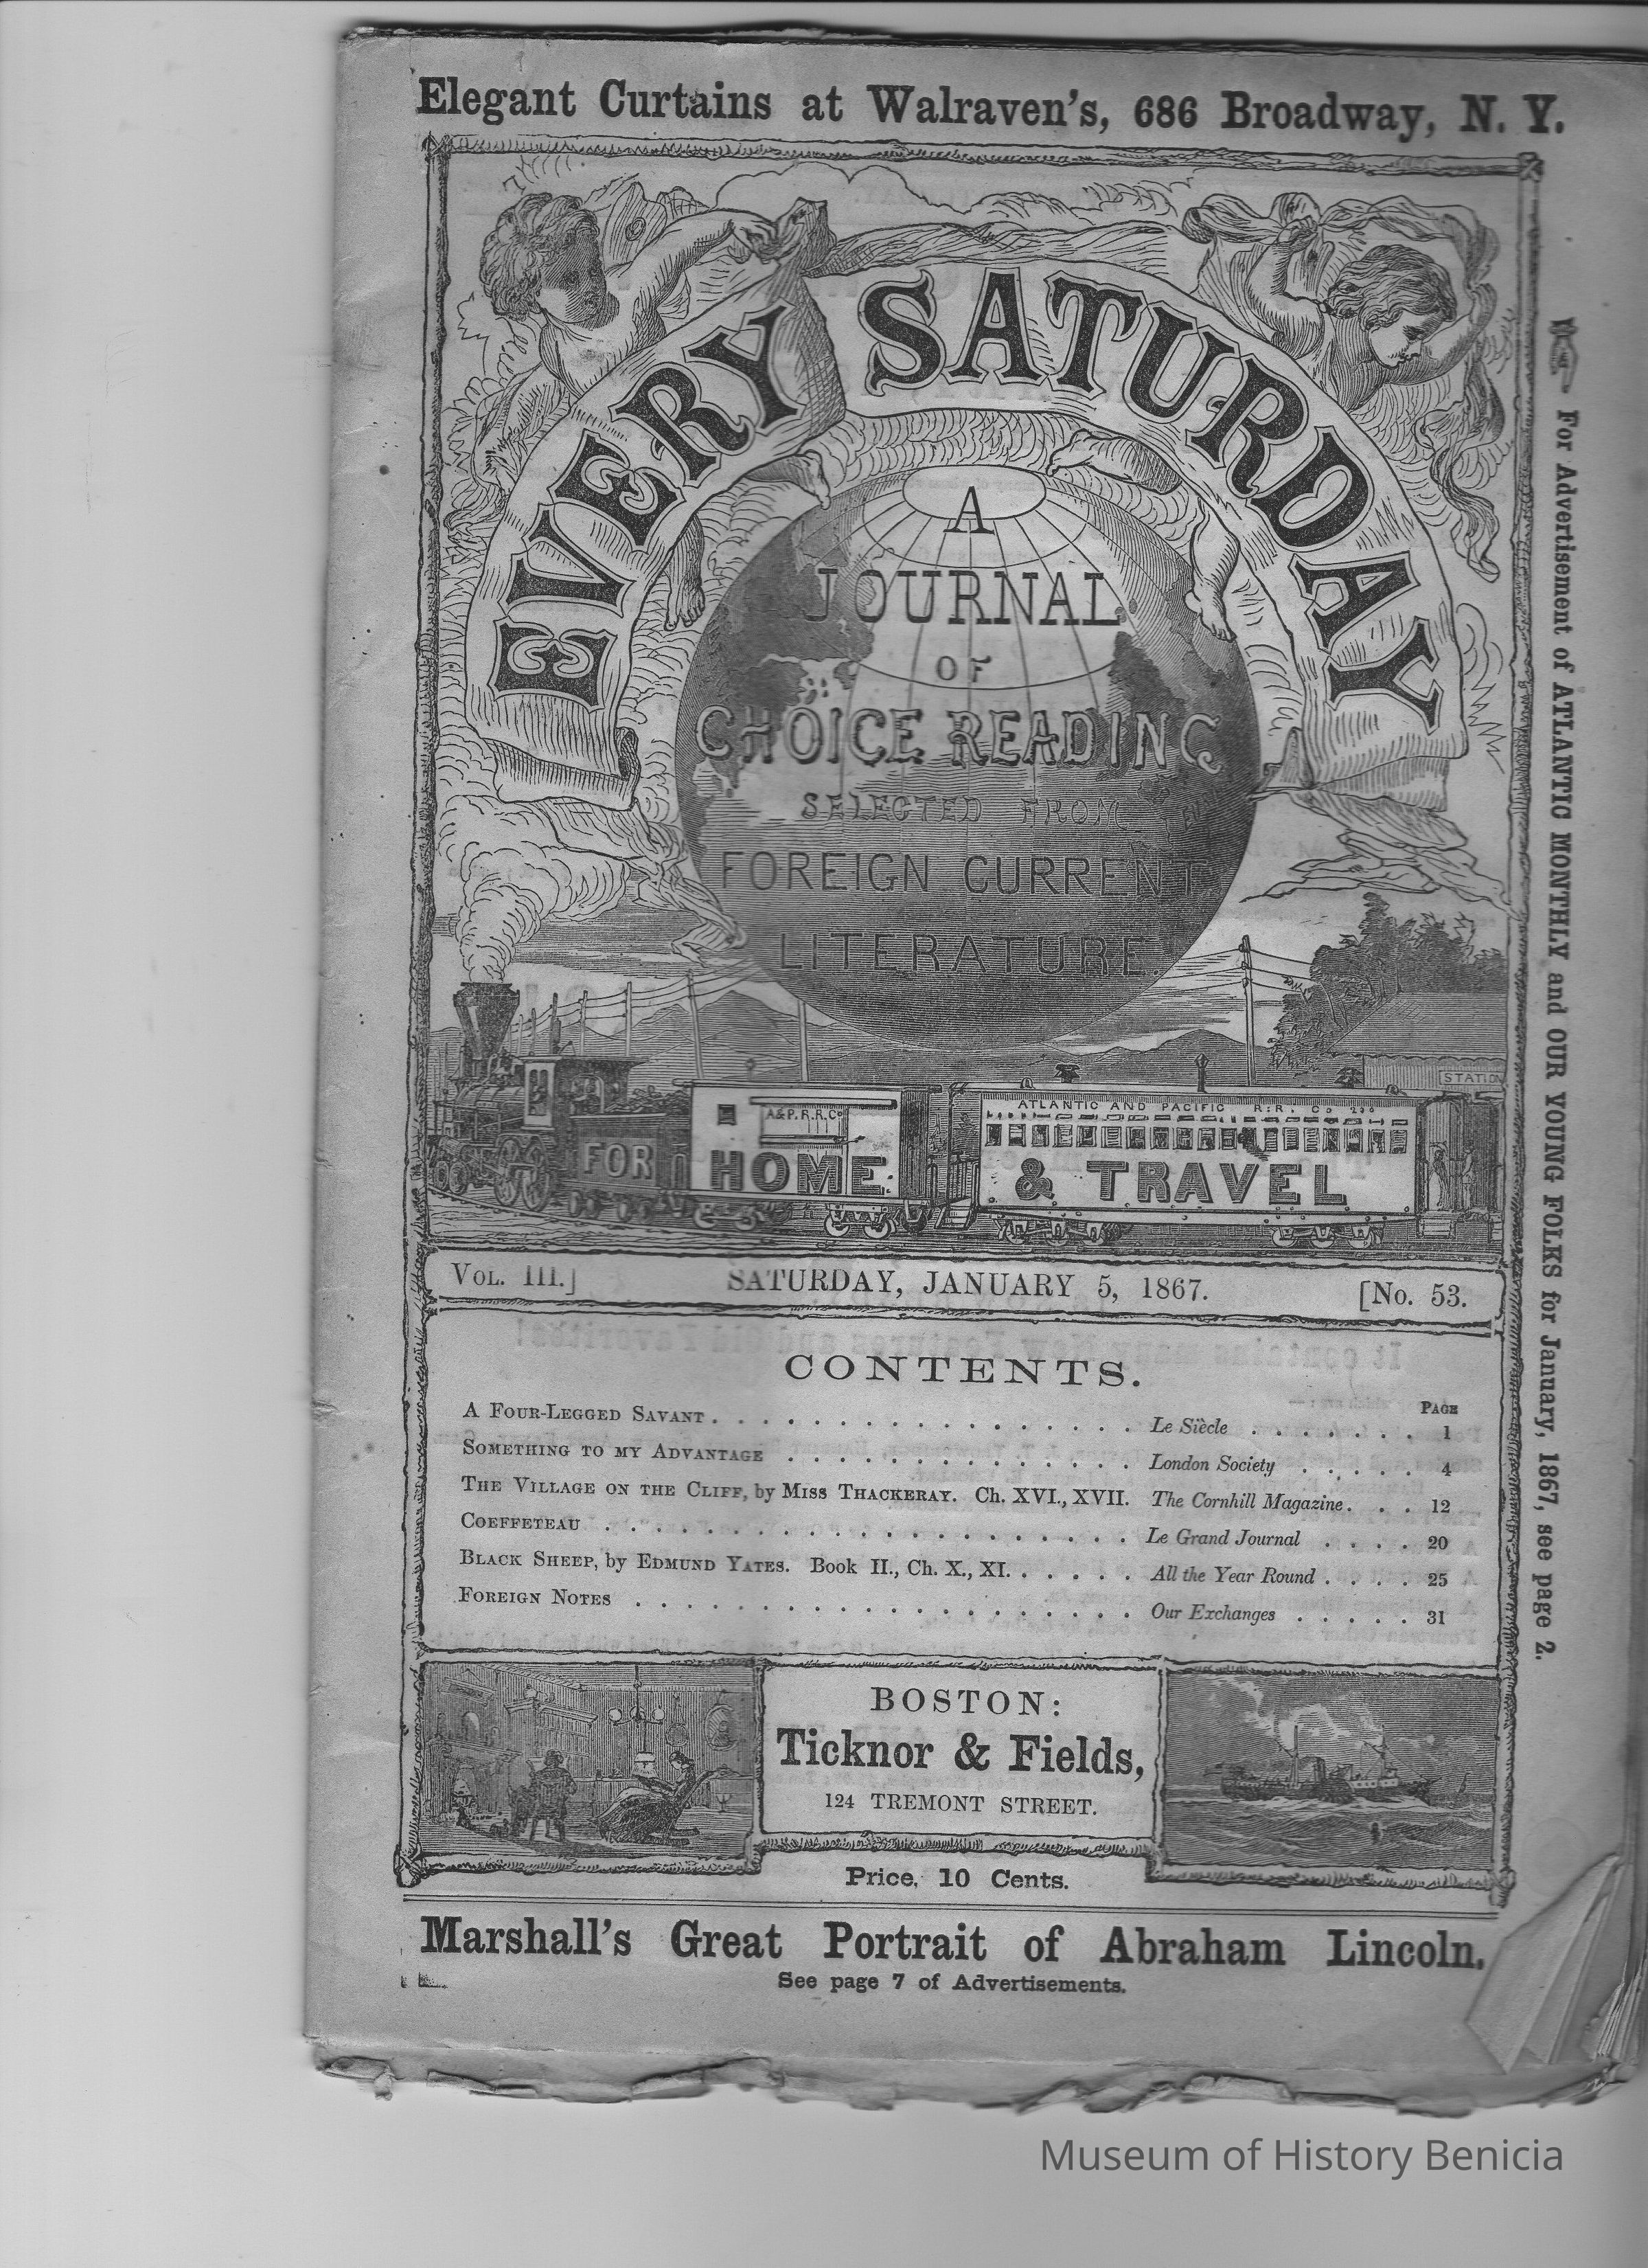 Elegant Curtains at Walraven's, 686 Broadway, N. Y.
EVERY SATURDAY
A
JOURNAL
OF
CHOICE READING
SELECTED FROM
FOREIGN CURRENT
LITERATURE.
STATION
A&P.R.R.Co
ATLANTIC AND PACIFIC R.R. Co
FOR HOME & TRAVEL
VOL. III.] SATURDAY, JANUARY 5, 1867. [No. 53.
CONTENTS.
PAGE
A FOUR-LEGGED SAVANT . . . . . . . . . . . . . . . . Le Siècle . . . . . . . 1
SOMETHING TO MY ADVANTAGE . . . . . . . . . . . . . London Society . . . . . 4
THE VILLAGE ON THE CLIFF, by MISS THACKERAY. Ch. XVI., XVII. The Cornhill Magazine . . . 12
COEFFETEAU . . . . . . . . . . . . . . . . . . . . Le Grand Journal . . . . 20
BLACK SHEEP, by EDMUND YATES. Book II., Ch. X., XI. . . . . . All the Year Round . . . . 25
FOREIGN NOTES . . . . . . . . . . . . . . . . . . . Our Exchanges . . . . . 31
BOSTON:
Ticknor & Fields,
124 TREMONT STREET.
Price, 10 Cents.
Marshall's Great Portrait of Abraham Lincoln.
See page 7 of Advertisements.
For Advertisement of ATLANTIC MONTHLY and OUR YOUNG FOLKS for January, 1867, see page 2.
Museum of History Benicia